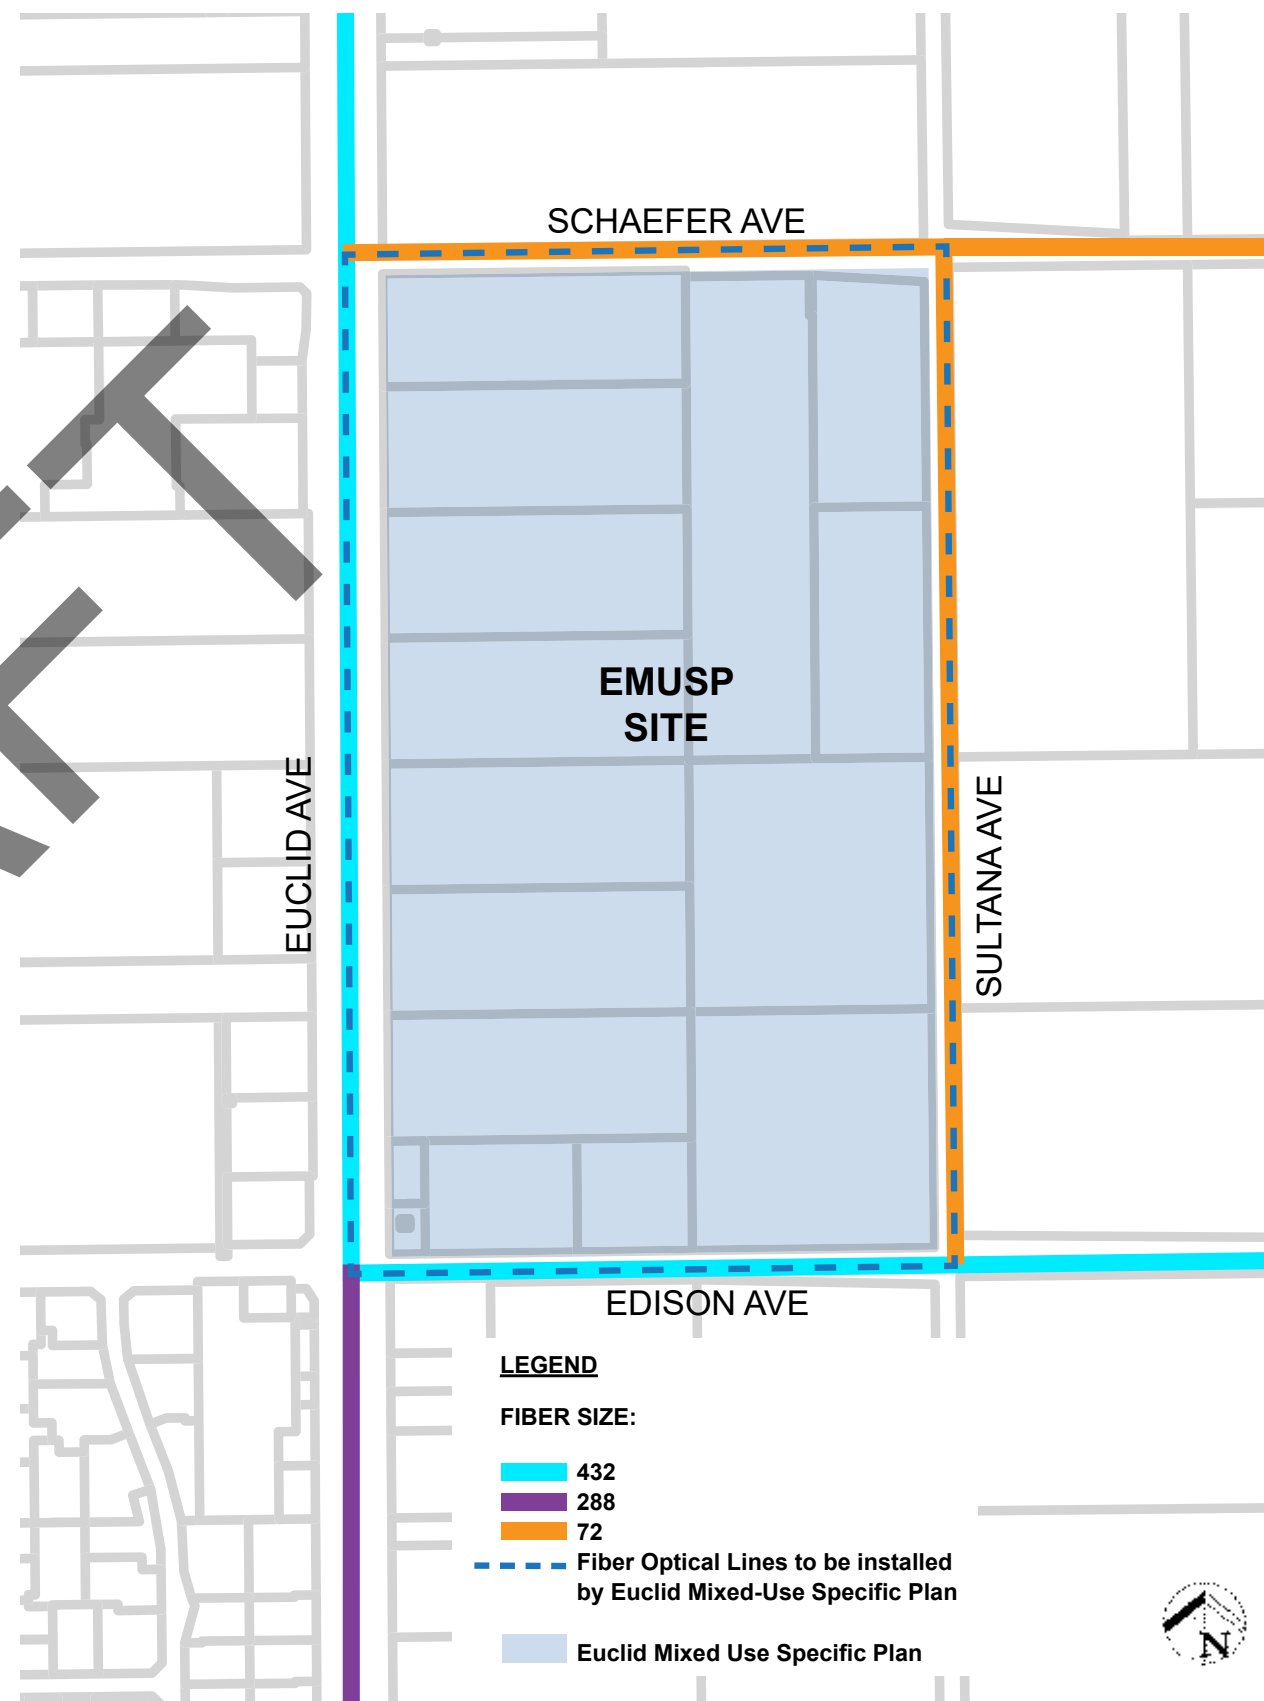 SCHAEFER AVE
EMUSP
SITE
EUCLID AVE
SULTANA AVE
EDISON AVE
LEGEND
FIBER SIZE:
432
288
72
Fiber Optical Lines to be installed
by Euclid Mixed-Use Specific Plan
Euclid Mixed Use Specific Plan
N